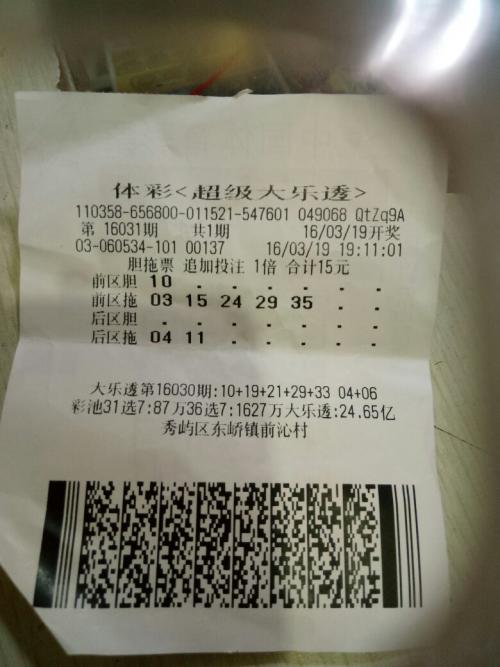 体彩<超级大乐透>
110358-656800-011521-547601 049068 QtZq9A
第 16031期 共1期 16/03/19开奖
03-060534-101 00137 16/03/19 19:11:01
胆拖票 追加投注 1倍 合计15元
前区胆 10 . . . . . .
前区拖 03 15 24 29 35 . .
后区胆 . . . . . . .
后区拖 04 11 . . . . .
大乐透第16030期:10+19+21+29+33 04+06
彩池31选7:87万36选7:1627万大乐透:24.65亿
秀屿区东峤镇前沁村